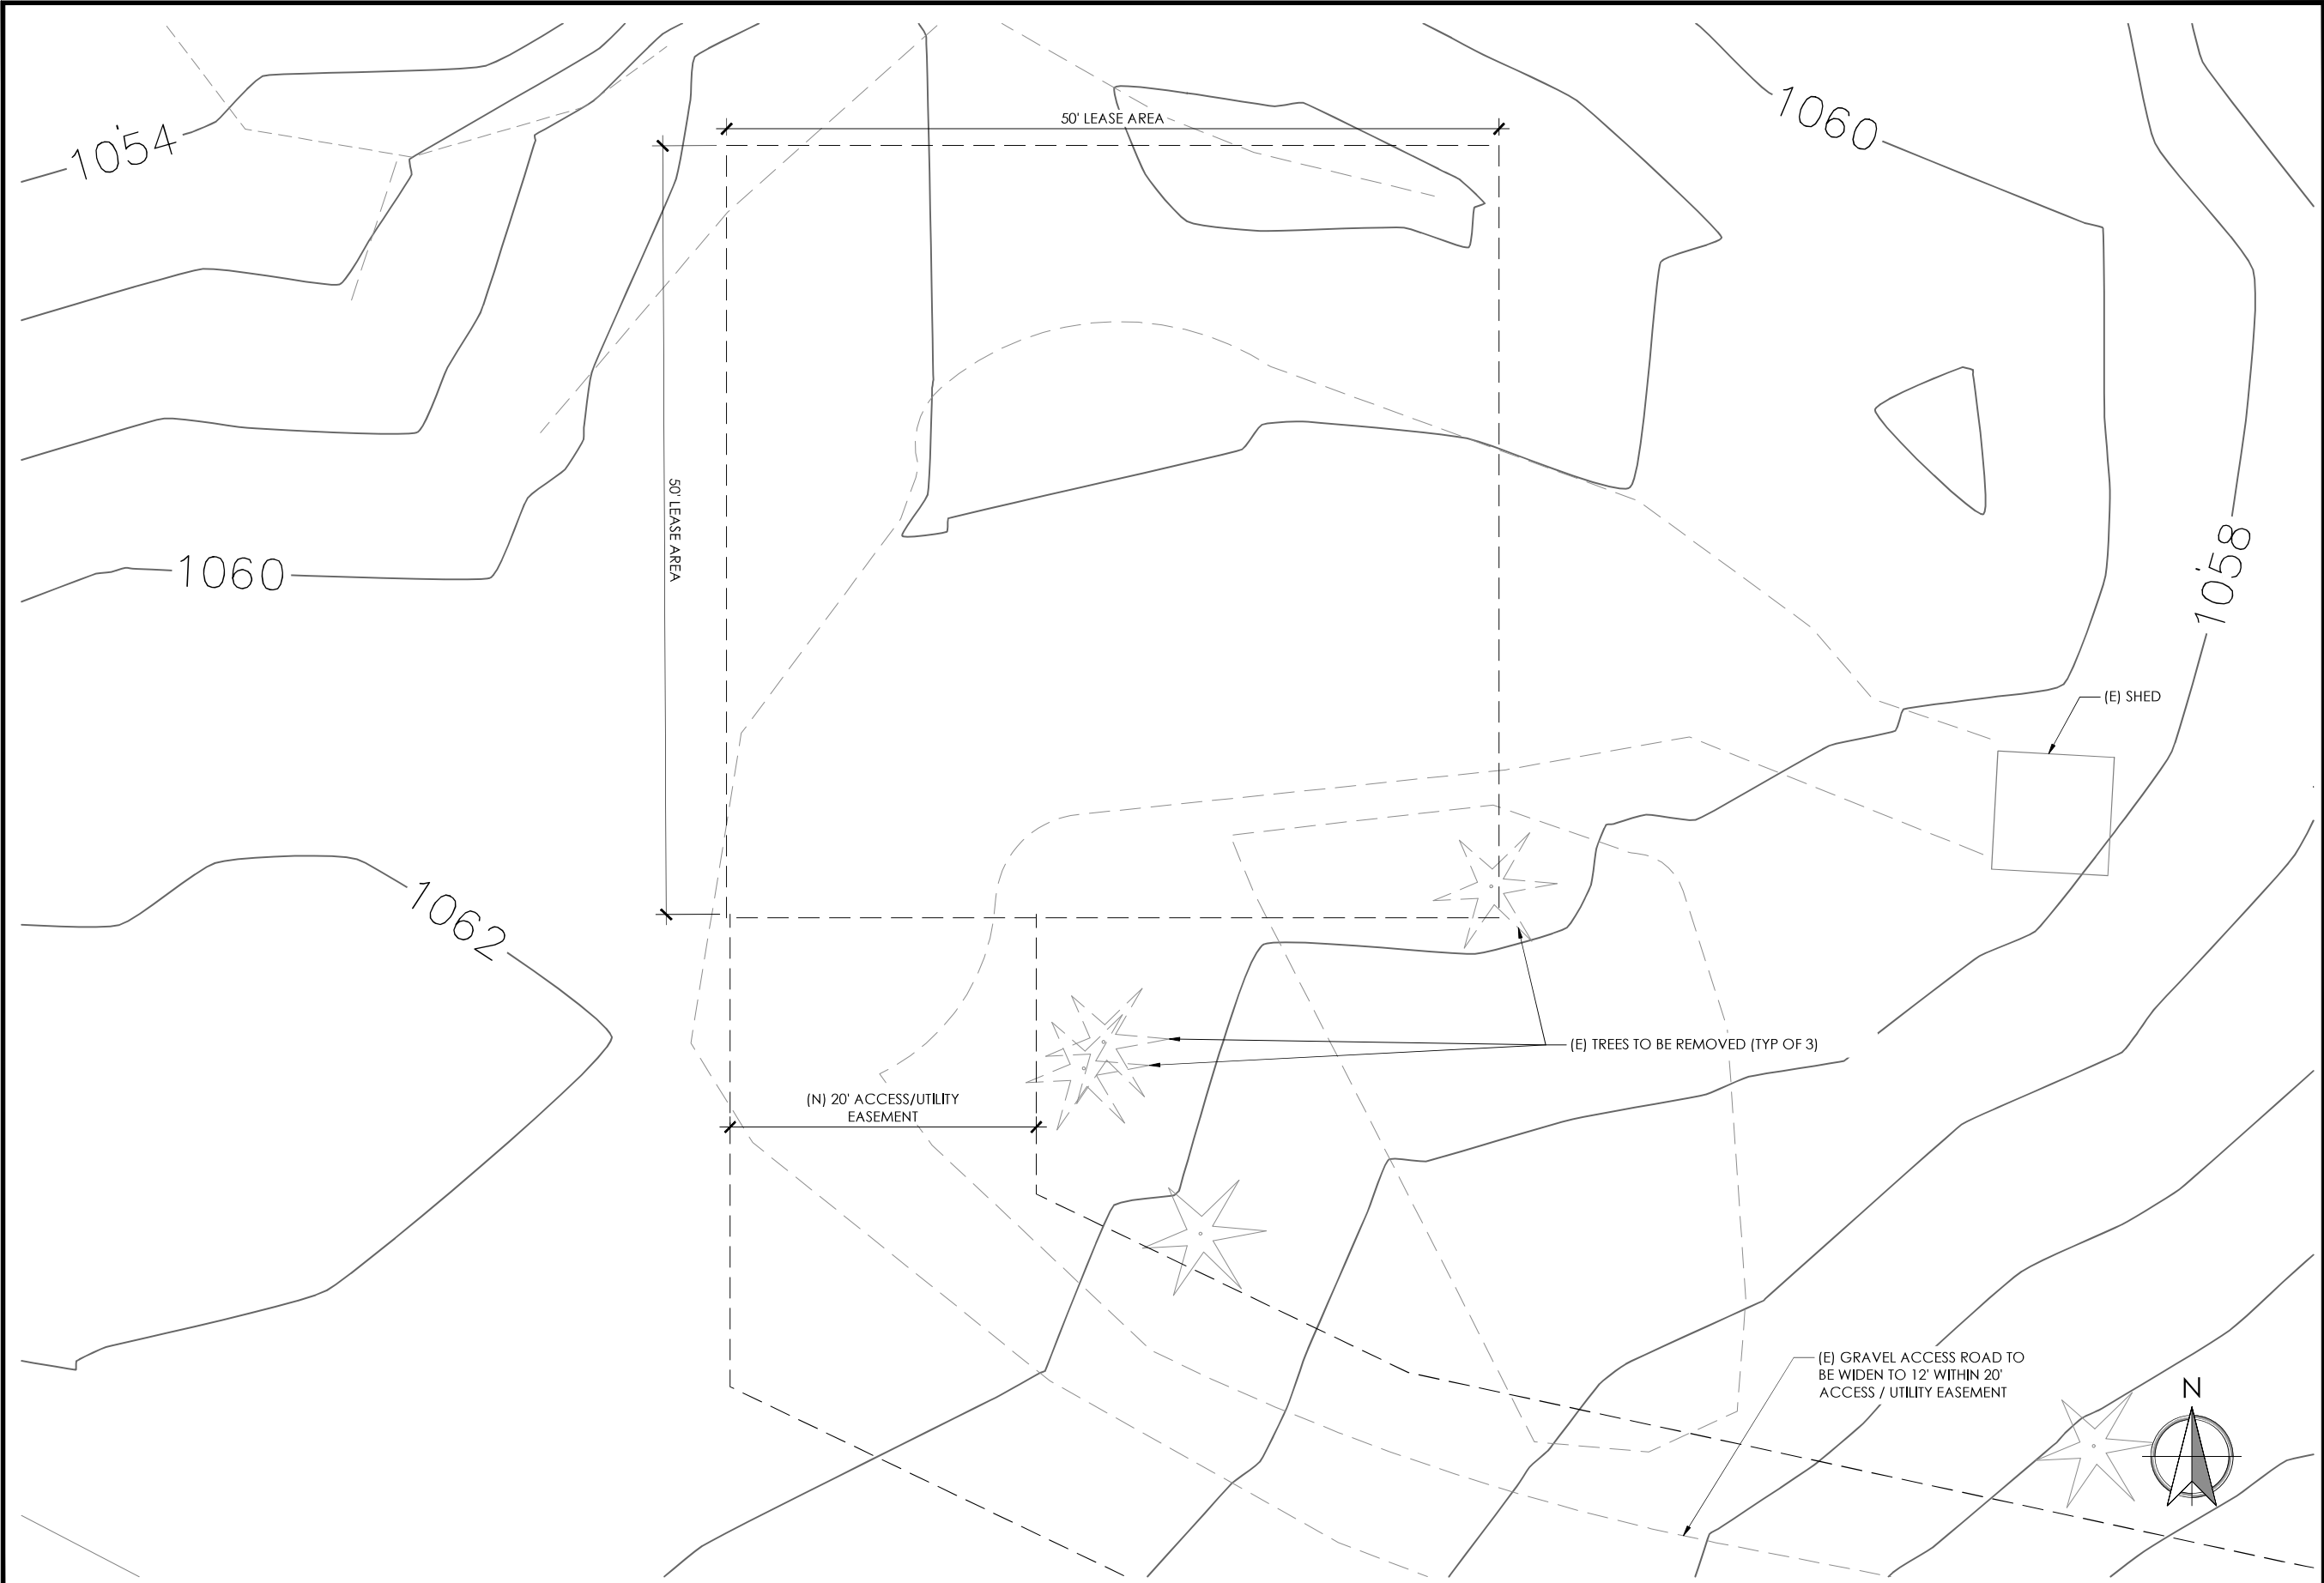 1054
50' LEASE AREA
1060
50' LEASE AREA
1060
1058
(E) SHED
1062
(E) TREES TO BE REMOVED (TYP OF 3)
(N) 20' ACCESS/UTILITY
EASEMENT
(E) GRAVEL ACCESS ROAD TO
BE WIDEN TO 12' WITHIN 20'
ACCESS / UTILITY EASEMENT
N